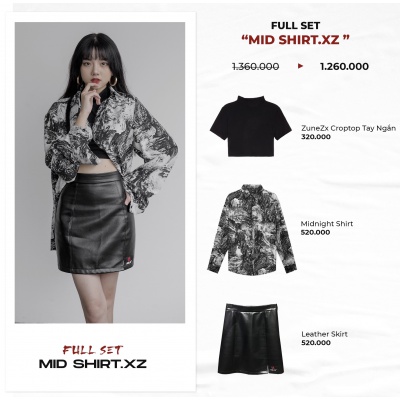 FULL SET
“MID SHIRT.XZ ”
1.360.000 ▸ 1.260.000
ZuneZx Croptop Tay Ngắn
320.000
Midnight Shirt
520.000
Leather Skirt
520.000
FULL SET
MID SHIRT.XZ